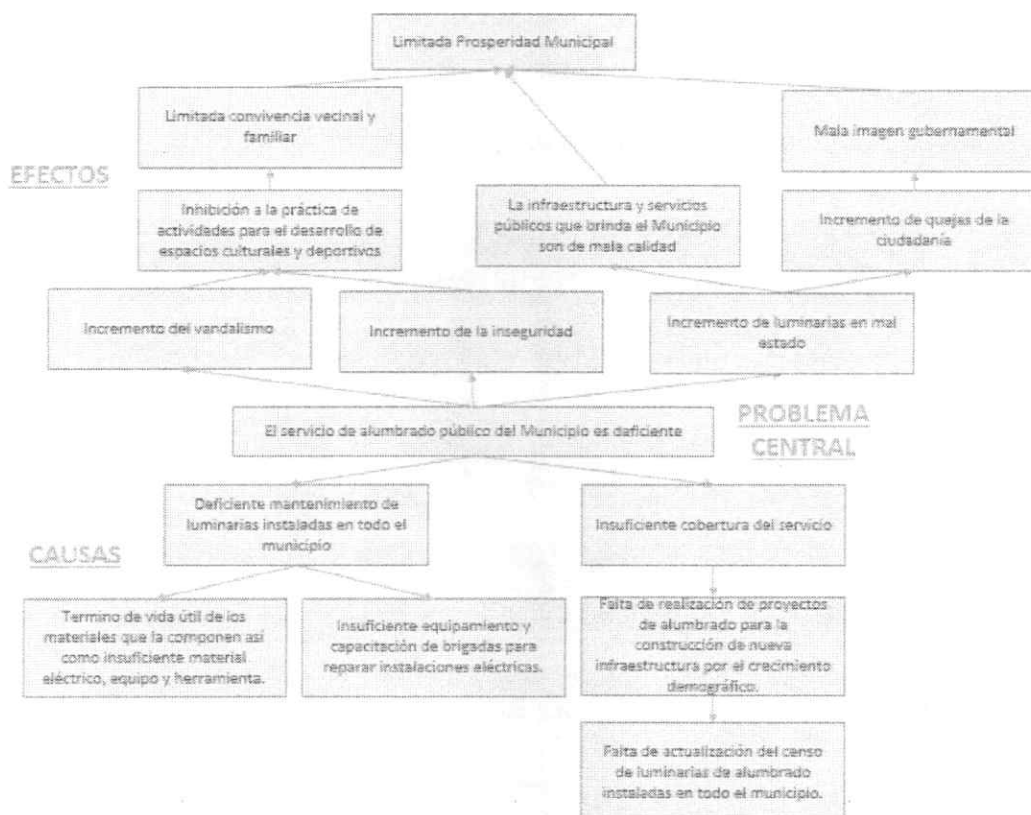 Limitada Prosperidad Municipal
Limitada convivencia vecinal y
familiar
Mala imagen gubernamental
EFECTOS
Inhibición a la práctica de
actividades para el desarrollo de
espacios culturales y deportivos
La infraestructura y servicios
públicos que brinda el Municipio
son de mala calidad
Incremento de quejas de la
ciudadanía
Incremento del vandalismo
Incremento de la inseguridad
Incremento de luminarias en mal
estado
El servicio de alumbrado público del Municipio es deficiente
PROBLEMA
CENTRAL
Deficiente mantenimiento de
luminarias instaladas en todo el
municipio
Insuficiente cobertura del servicio
CAUSAS
Termino de vida útil de los
materiales que la componen así
como insuficiente material
eléctrico, equipo y herramienta.
Insuficiente equipamiento y
capacitación de brigadas para
reparar instalaciones eléctricas.
Falta de realización de proyectos
de alumbrado para la
construcción de nueva
infraestructura por el crecimiento
demográfico.
Falta de actualización del censo
de luminarias de alumbrado
instaladas en todo el municipio.